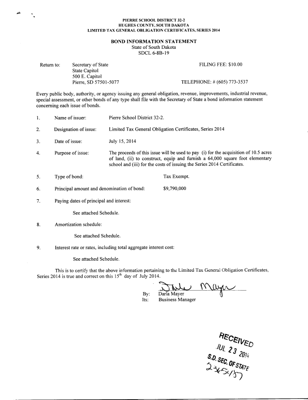 PIERRE SCHOOL DISTRICT 32-2
HUGHES COUNTY, SOUTH DAKOTA
LIMITED TAX GENERAL OBLIGATION CERTIFICATES, SERIES 2014
BOND INFORMATION STATEMENT
State of South Dakota
SDCL 6-8B-19
Return to: Secretary of State FILING FEE: $10.00
State Capitol
500 E. Capitol
Pierre, SD 57501-5077 TELEPHONE: # (605) 773-3537
Every public body, authority, or agency issuing any general obligation, revenue, improvements, industrial revenue,
special assessment, or other bonds of any type shall file with the Secretary of State a bond information statement
concerning each issue of bonds.
1. Name of issuer: Pierre School District 32-2.
2. Designation of issue: Limited Tax General Obligation Certificates, Series 2014
3. Date of issue: July 15, 2014
4. Purpose of issue: The proceeds of this issue will be used to pay (i) for the acquisition of 10.5 acres
of land, (ii) to construct, equip and furnish a 64,000 square foot elementary
school and (iii) for the costs of issuing the Series 2014 Certificates.
5. Type of bond: Tax Exempt.
6. Principal amount and denomination of bond: $9,790,000
7. Paying dates of principal and interest:
See attached Schedule.
8. Amortization schedule:
See attached Schedule.
9. Interest rate or rates, including total aggregate interest cost:
See attached Schedule.
This is to certify that the above information pertaining to the Limited Tax General Obligation Certificates,
Series 2014 is true and correct on this 15th day of July 2014.
Darla Mayer
By: Darla Mayer
Its: Business Manager
RECEIVED
JUL 23 2014
S.D. SEC. OF STATE